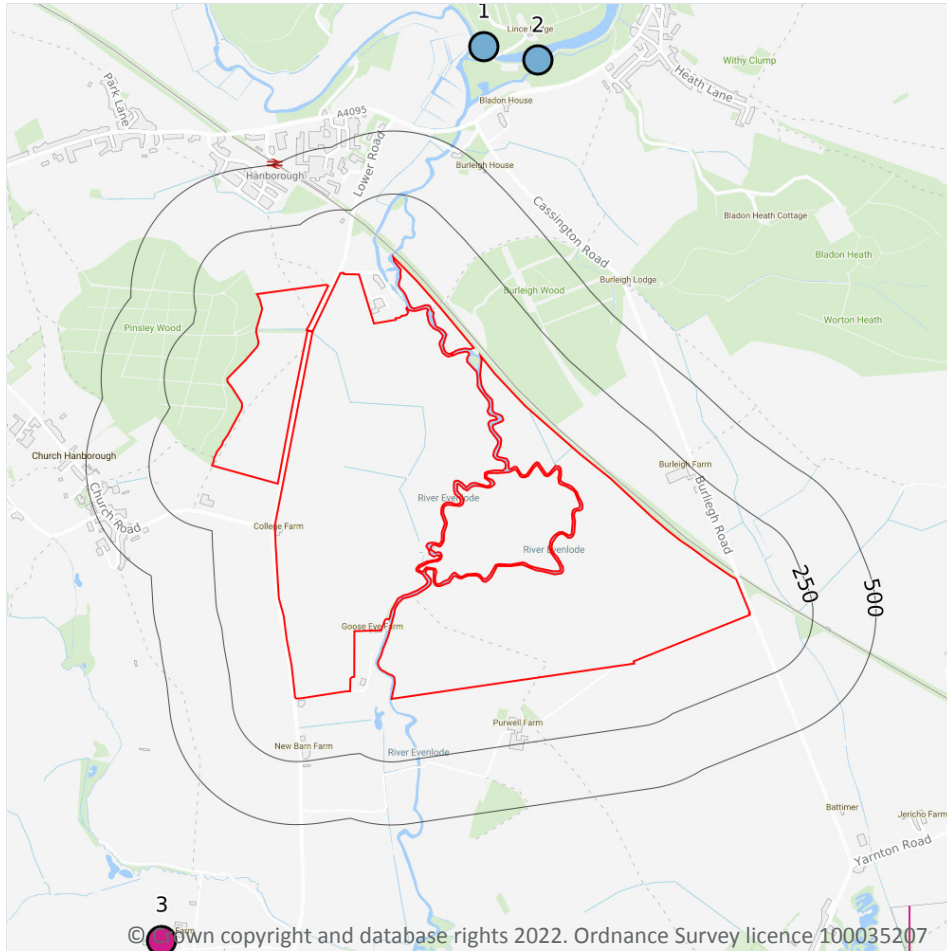 1
2
Lince
Withy Clump
Heath Lane
Park Lane
Bladon House
A4095
Lower Road
Hanborough
Burleigh House
Cassington Road
Bladon Heath Cottage
Bladon Heath
Burleigh Lodge
Burleigh Wood
Worton Heath
Pinsley Wood
Church Hanborough
Church Road
Burleigh Farm
Burliegh Road
River Evenlode
College Farm
River Evenlode
250
500
Goose Eye Farm
Purwell Farm
New Barn Farm
River Evenlode
Battimer
Jericho Farm
Yarnton Road
3
Farm
© Crown copyright and database rights 2022. Ordnance Survey licence 100035207